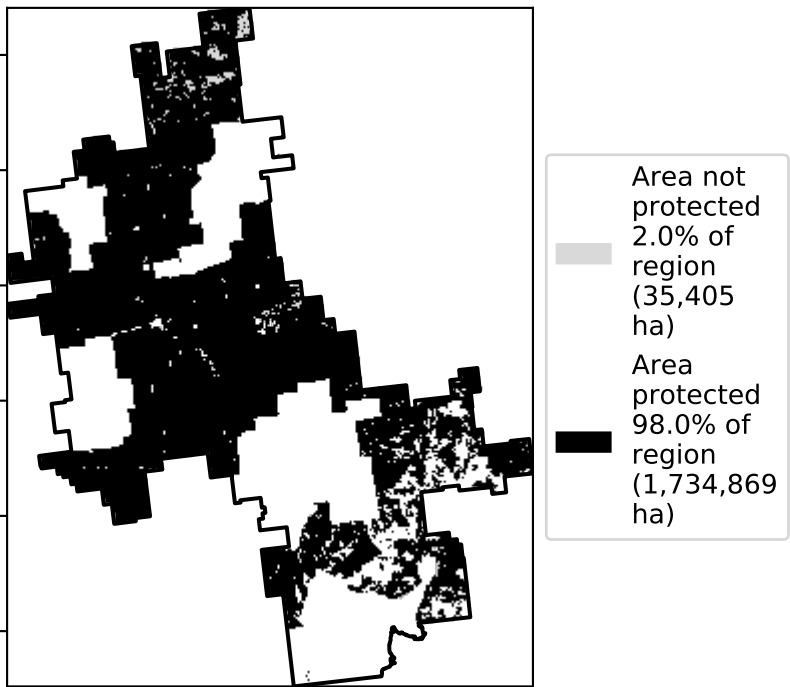 Area not
protected
2.0% of
region
(35,405
ha)
Area
protected
98.0% of
region
(1,734,869
ha)